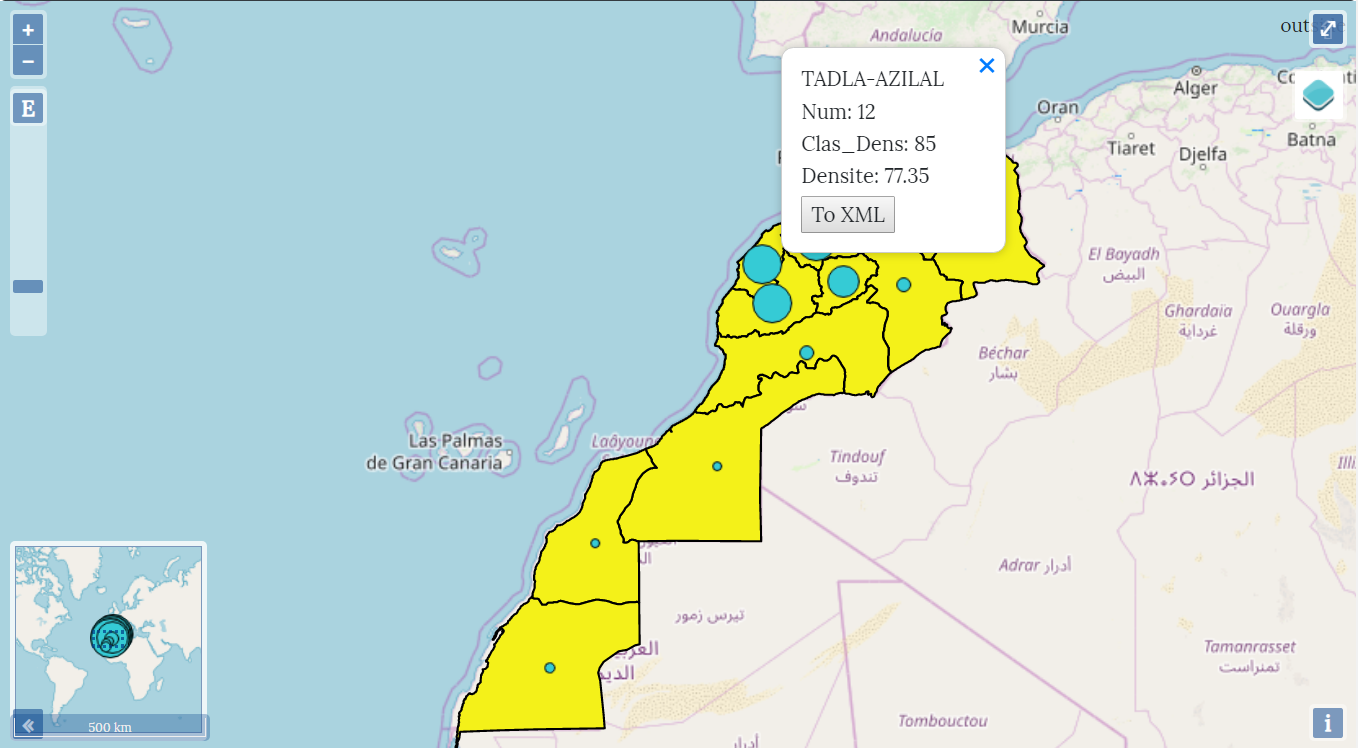 +
−
E
Andalucía
Murcia
Alger
Oran
Tiaret
Djelfa
Batna
TADLA-AZILAL
Num: 12
Clas_Dens: 85
Densite: 77.35
To XML
El Bayadh
البيض
Ghardaïa
غرداية
Ouargla
ورقلة
Béchar
بشار
Las Palmas
de Gran Canaria
Laâyoune
Tindouf
تندوف
ⴷⵣⴰⵢⴻⵔ الجزائر
Adrar أدرار
تيرس زمور
Tamanrasset
تمنراست
Tombouctou
أدرار
500 km
«
i